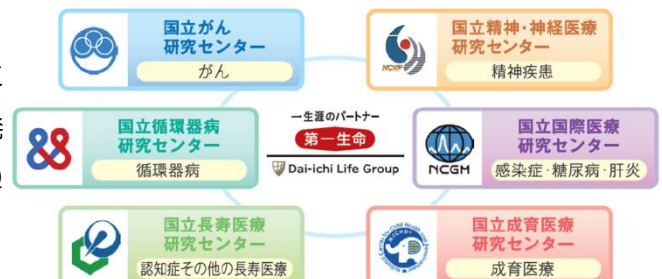 国立がん
研究センター
がん
国立精神・神経医療
研究センター
精神疾患
NCNP
国立循環器病
研究センター
循環器病
一生涯のパートナー
第一生命
Dai-ichi Life Group
国立国際医療
研究センター
感染症・糖尿病・肝炎
NCGM
国立長寿医療
研究センター
認知症その他の長寿医療
国立成育医療
研究センター
成育医療